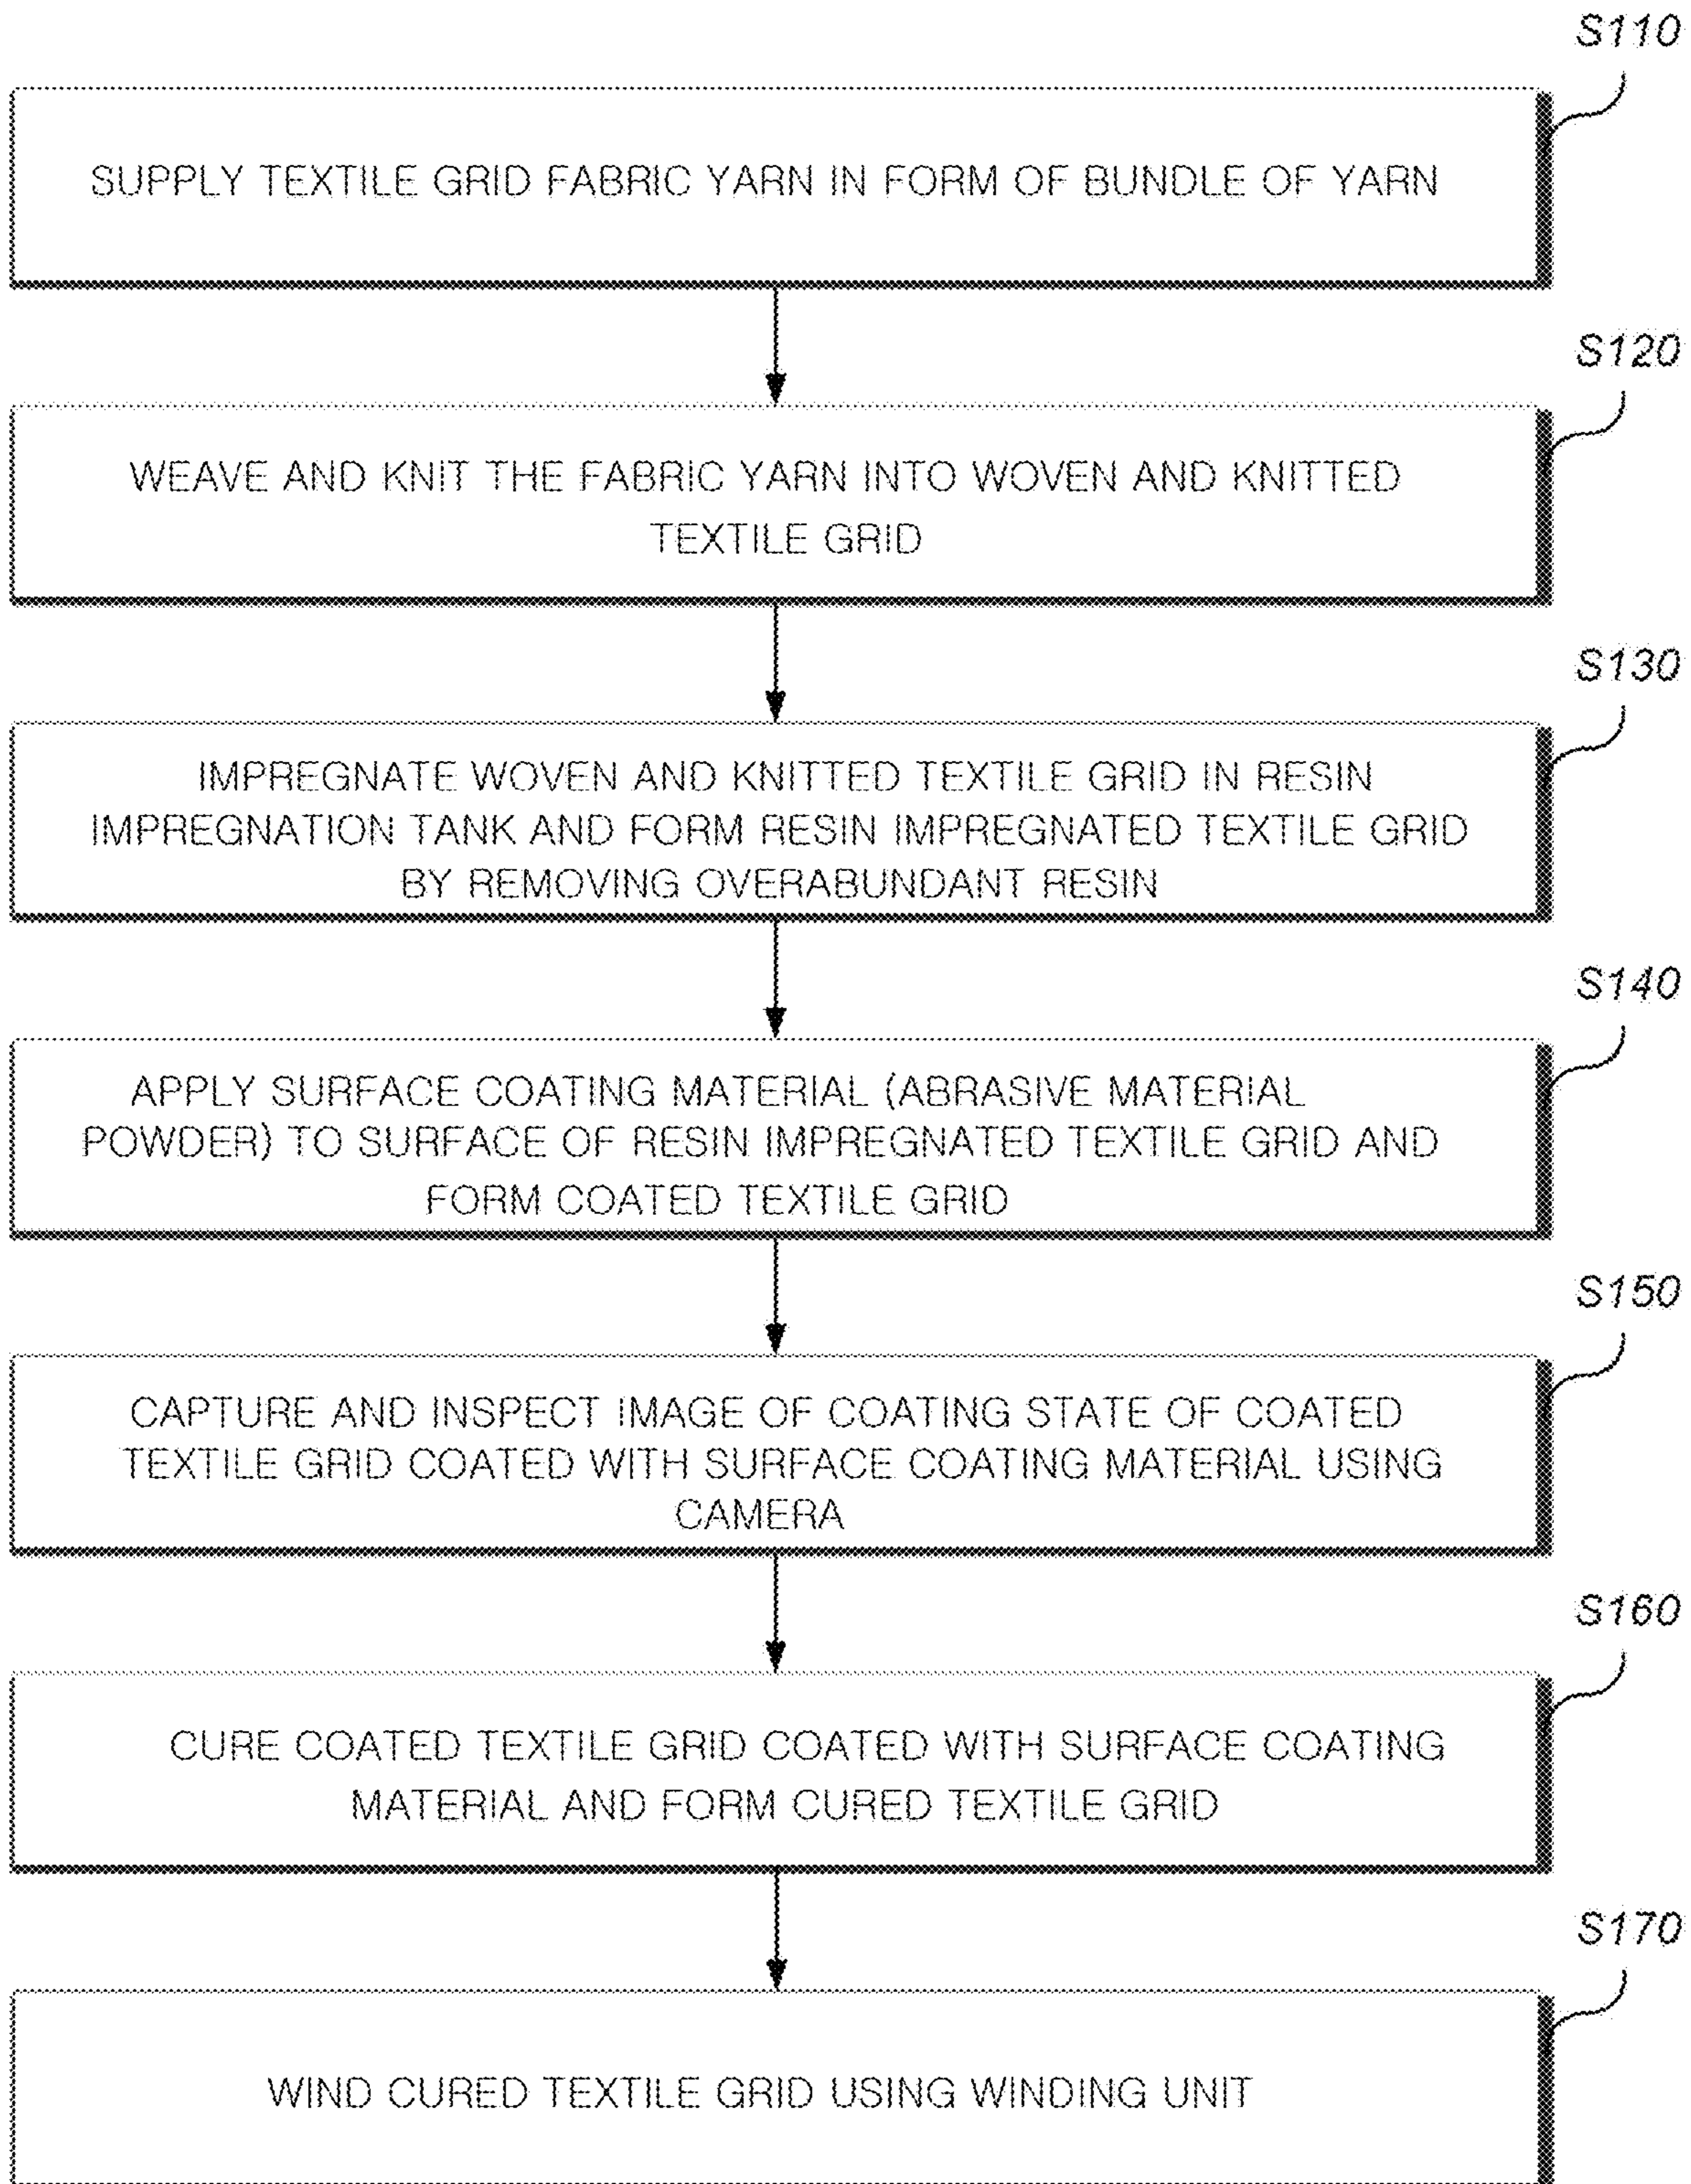 S110
SUPPLY TEXTILE GRID FABRIC YARN IN FORM OF BUNDLE OF YARN
S120
WEAVE AND KNIT THE FABRIC YARN INTO WOVEN AND KNITTED
TEXTILE GRID
S130
IMPREGNATE WOVEN AND KNITTED TEXTILE GRID IN RESIN
IMPREGNATION TANK AND FORM RESIN IMPREGNATED TEXTILE GRID
BY REMOVING OVERABUNDANT RESIN
S140
APPLY SURFACE COATING MATERIAL (ABRASIVE MATERIAL
POWDER) TO SURFACE OF RESIN IMPREGNATED TEXTILE GRID AND
FORM COATED TEXTILE GRID
S150
CAPTURE AND INSPECT IMAGE OF COATING STATE OF COATED
TEXTILE GRID COATED WITH SURFACE COATING MATERIAL USING
CAMERA
S160
CURE COATED TEXTILE GRID COATED WITH SURFACE COATING
MATERIAL AND FORM CURED TEXTILE GRID
S170
WIND CURED TEXTILE GRID USING WINDING UNIT